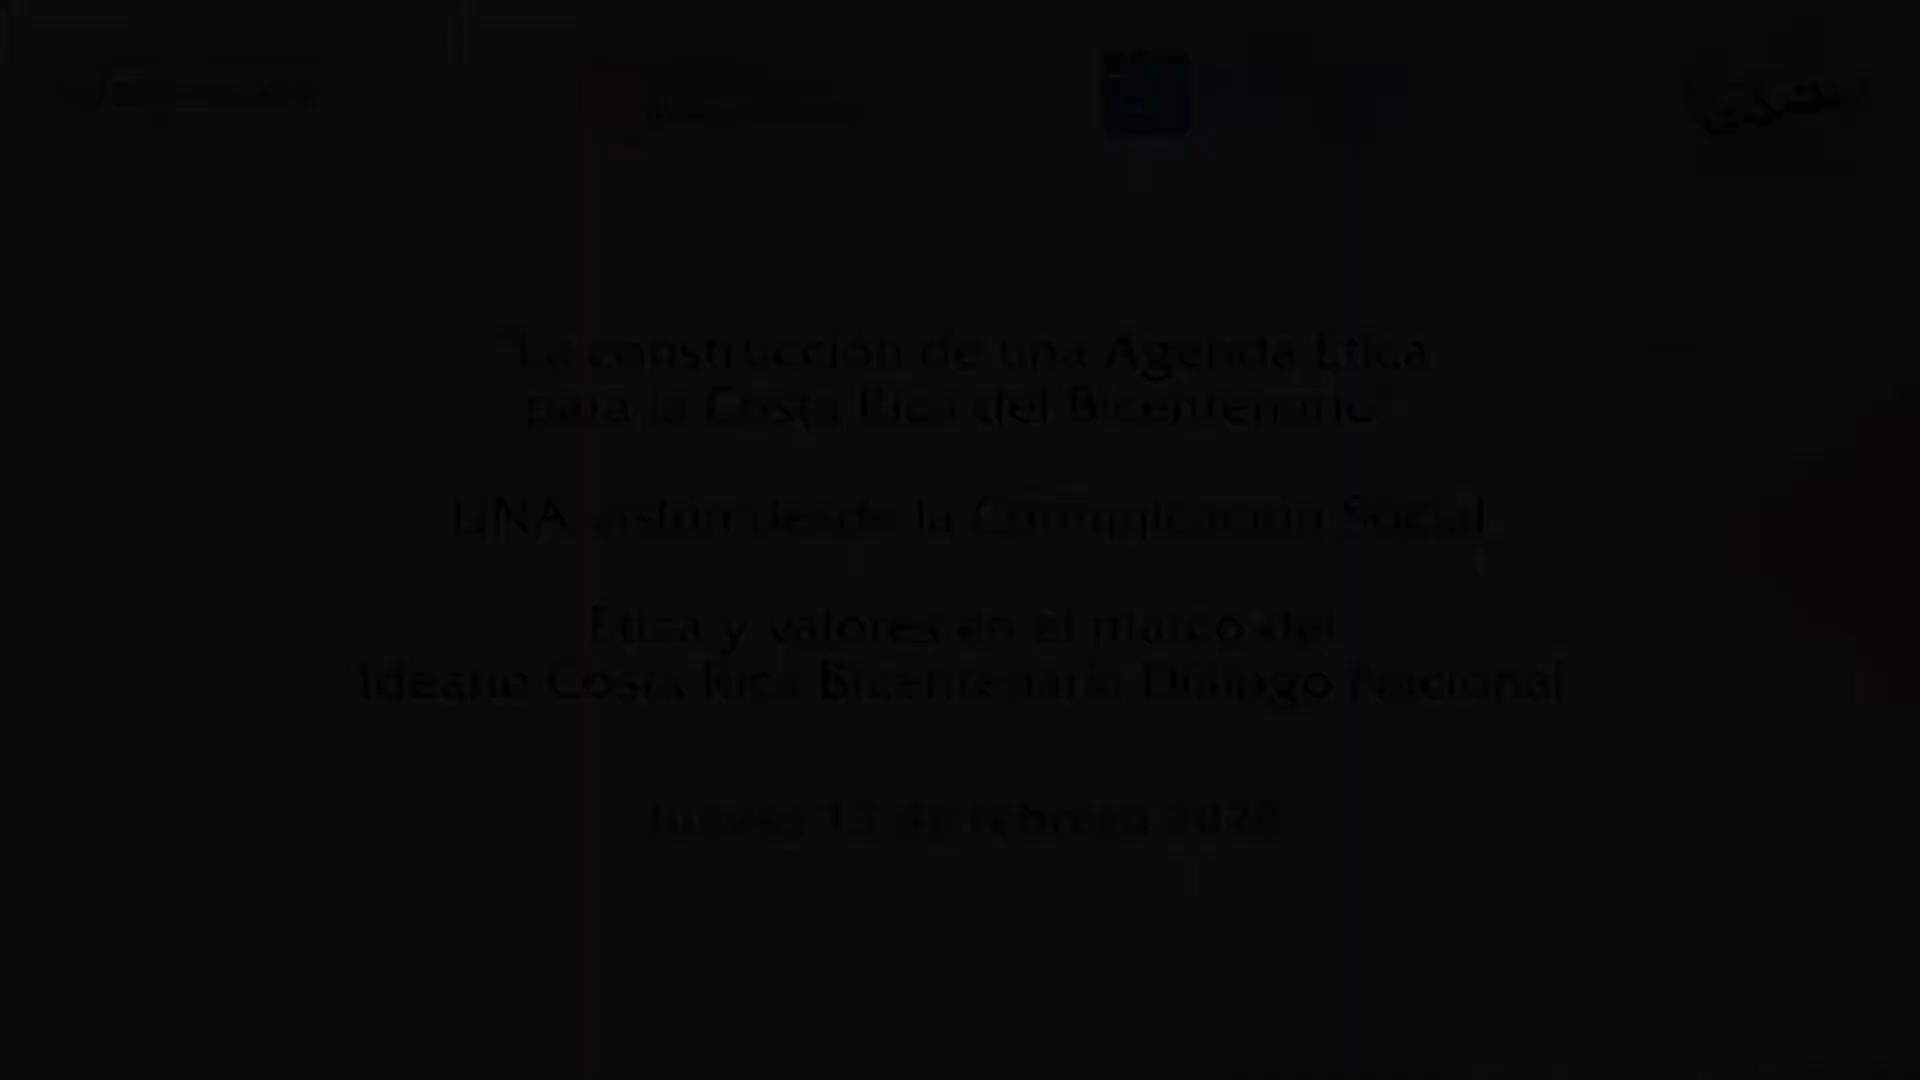 "La construcción de una Agenda Ética
para la Costa Rica del Bicentenario"
UNA visión desde la Comunicación Social
Ética y valores en el marco del
Ideario Costa Rica Bicentenario Diálogo Nacional
Jueves 13 de febrero 2020